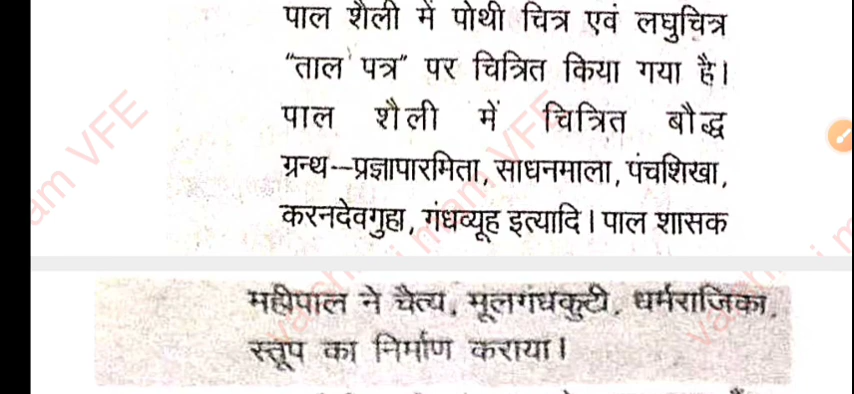 पाल शैली में पोथी चित्र एवं लघुचित्र
"ताल' पत्र" पर चित्रित किया गया है।
पाल शैली में चित्रित बौद्ध
ग्रन्थ--प्रज्ञापारमिता, साधनमाला, पंचशिखा,
करनदेवगुहा, गंधव्यूह इत्यादि। पाल शासक
महीपाल ने चैत्य, मूलगंधकुटी, धर्मराजिका,
स्तूप का निर्माण कराया।